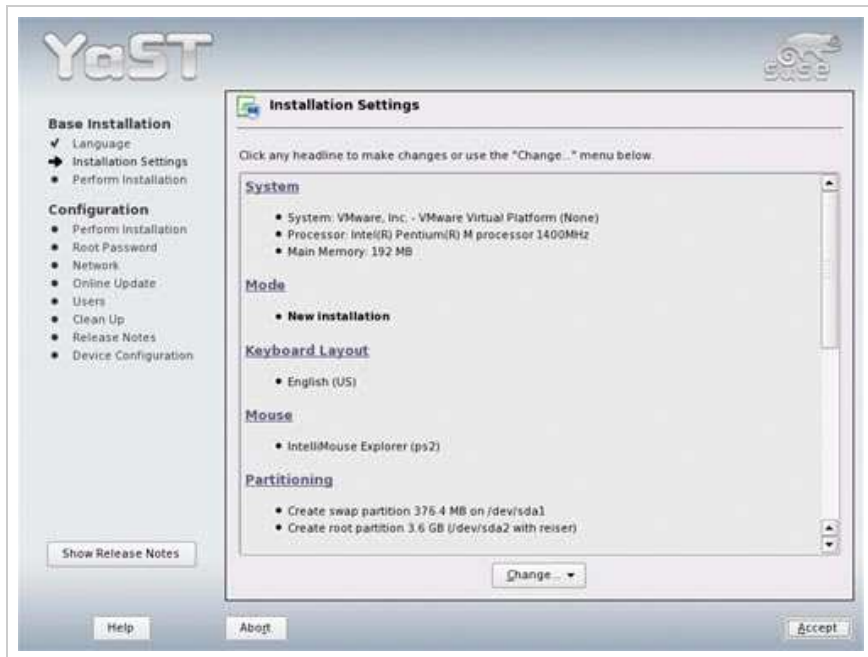 YaST
SUSE
Base Installation
Language
Installation Settings
Perform Installation
Configuration
Perform Installation
Root Password
Network
Online Update
Users
Clean Up
Release Notes
Device Configuration
Show Release Notes
Installation Settings
Click any headline to make changes or use the "Change..." menu below.
System
System: VMware, Inc. - VMware Virtual Platform (None)
Processor: Intel(R) Pentium(R) M processor 1400MHz
Main Memory: 192 MB
Mode
New installation
Keyboard Layout
English (US)
Mouse
IntelliMouse Explorer (ps2)
Partitioning
Create swap partition 376.4 MB on /dev/sda1
Create root partition 3.6 GB (/dev/sda2 with reiser)
Change...
Help
Abort
Accept